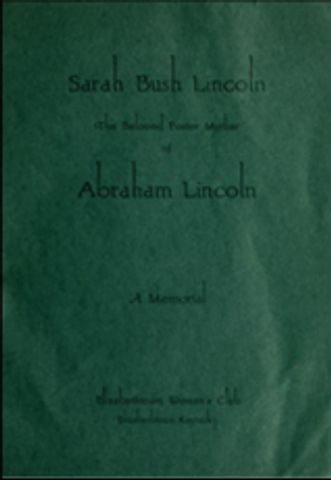 Sarah Bush Lincoln
The Beloved Foster Mother
of
Abraham Lincoln
A Memorial
Elizabethtown Woman's Club
Elizabethtown, Kentucky